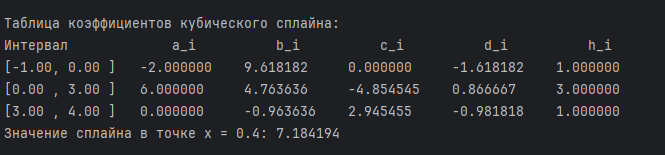 Таблица коэффициентов кубического сплайна:
Интервал a_i b_i c_i d_i h_i
[-1.00, 0.00 ] -2.000000 9.618182 0.000000 -1.618182 1.000000
[0.00 , 3.00 ] 6.000000 4.763636 -4.854545 0.866667 3.000000
[3.00 , 4.00 ] 0.000000 -0.963636 2.945455 -0.981818 1.000000
Значение сплайна в точке x = 0.4: 7.184194